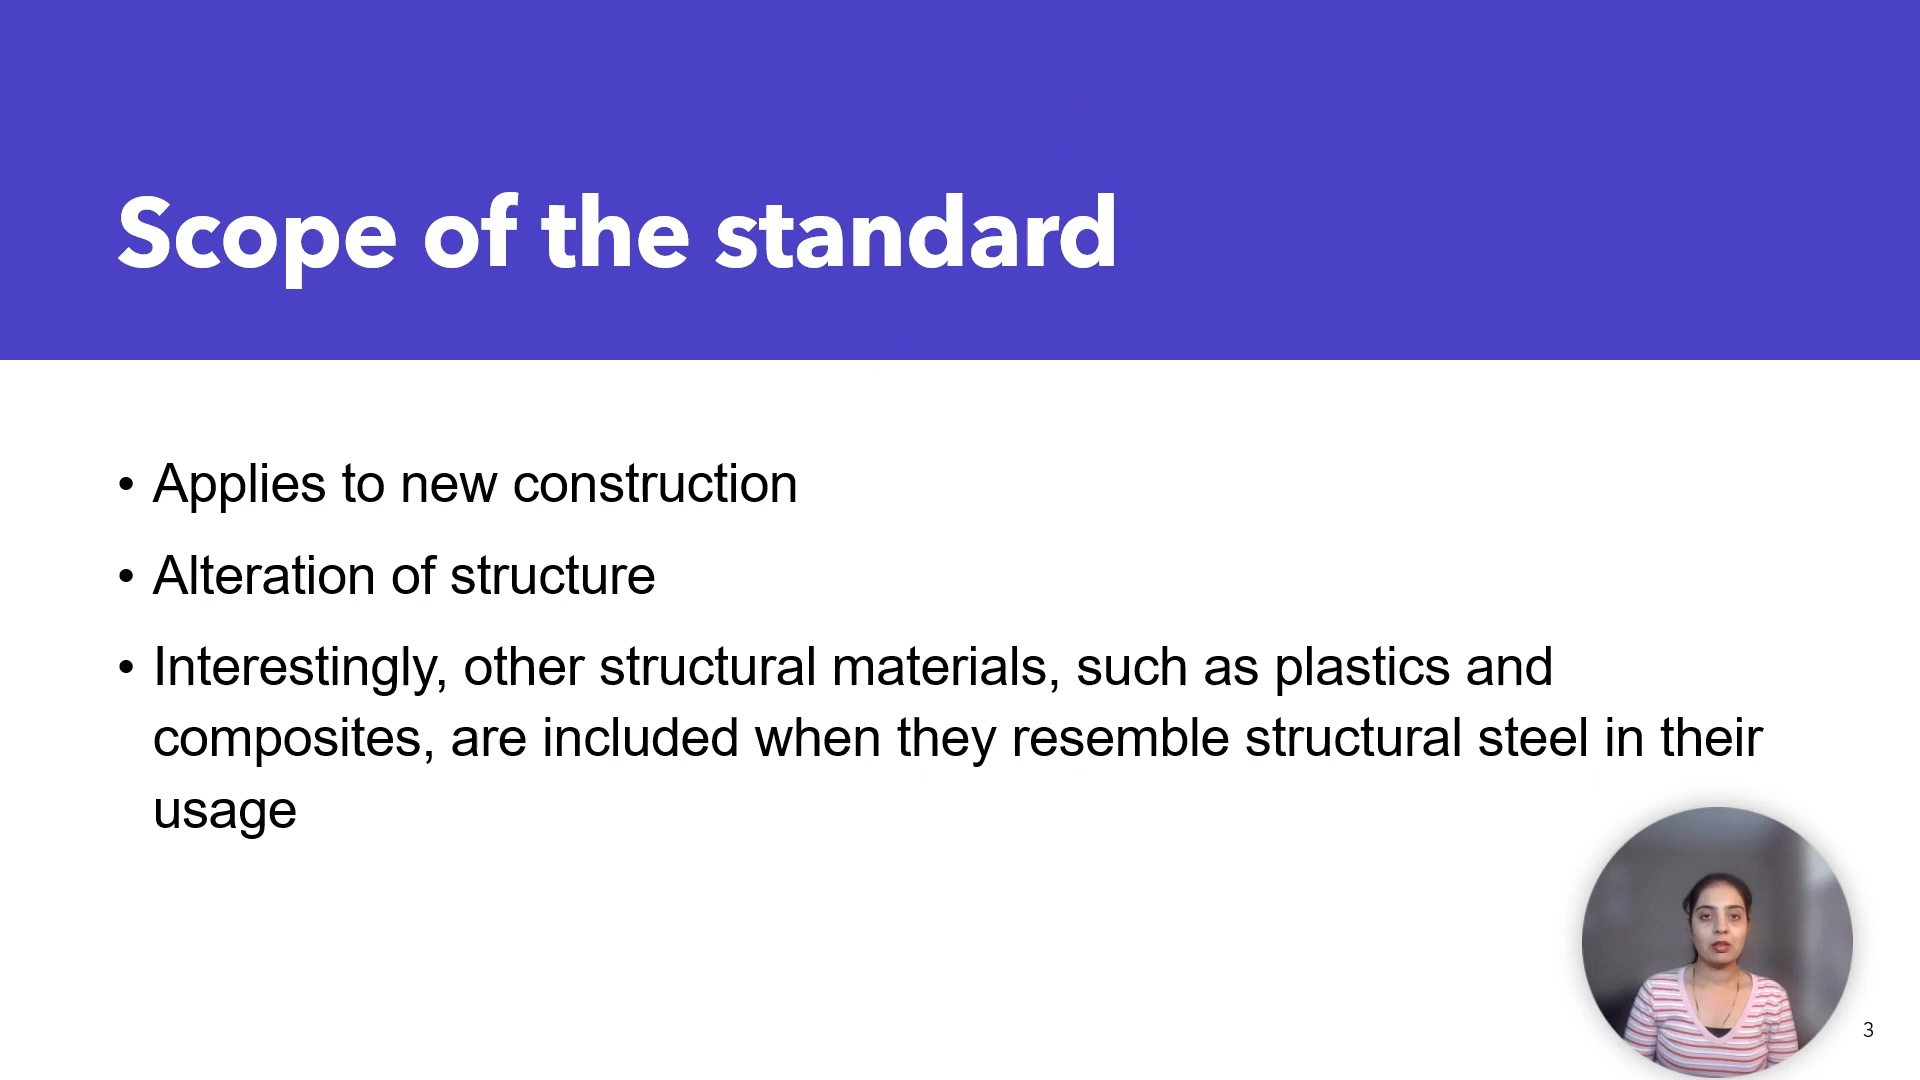 Scope of the standard
• Applies to new construction
• Alteration of structure
• Interestingly, other structural materials, such as plastics and
composites, are included when they resemble structural steel in their
usage
3